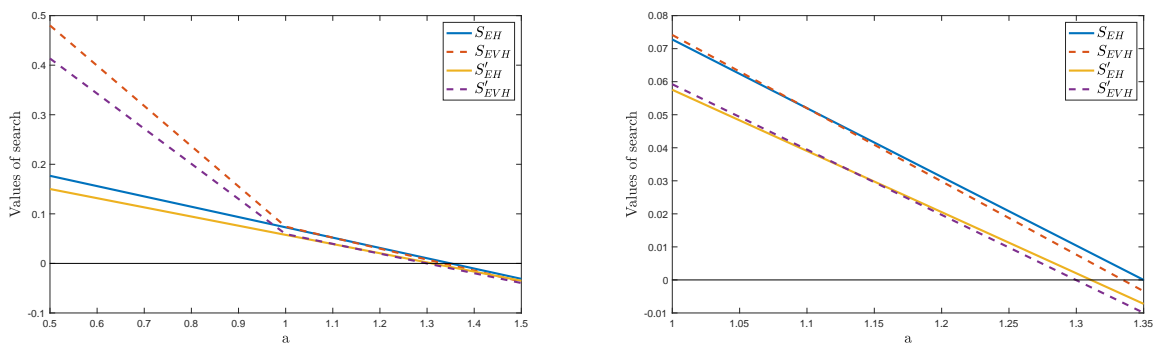 0.5
0.4
0.3
0.2
0.1
0
-0.1
Values of search
0.5 0.6 0.7 0.8 0.9 1 1.1 1.2 1.3 1.4 1.5
a
S_EH
S_EVH
S'_EH
S'_EVH
0.08
0.07
0.06
0.05
0.04
0.03
0.02
0.01
0
-0.01
Values of search
1 1.05 1.1 1.15 1.2 1.25 1.3 1.35
a
S_EH
S_EVH
S'_EH
S'_EVH